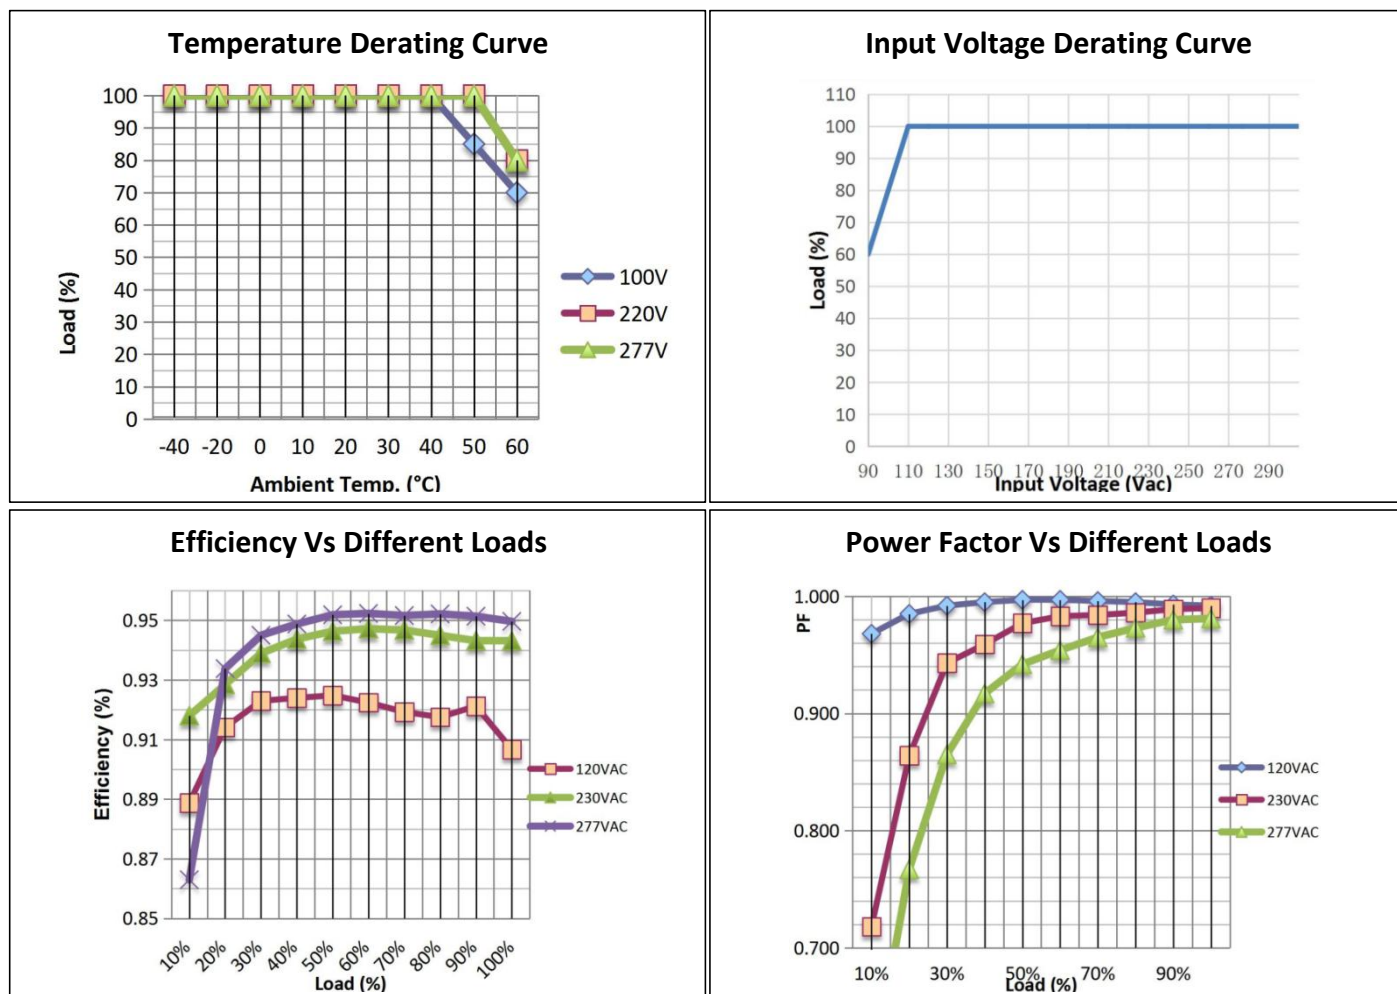 Temperature Derating Curve
100
90
80
70
60
50
40
30
20
10
0
Load (%)
-40 -20 0 10 20 30 40 50 60
Ambient Temp. (°C)
100V
220V
277V
Input Voltage Derating Curve
110
100
90
80
70
60
50
40
30
20
10
0
Load (%)
90 110 130 150 170 190 210 230 250 270 290
Input Voltage (Vac)
Efficiency Vs Different Loads
0.95
0.93
0.91
0.89
0.87
0.85
Efficiency (%)
10% 20% 30% 40% 50% 60% 70% 80% 90% 100%
Load (%)
120VAC
230VAC
277VAC
Power Factor Vs Different Loads
1.000
PF
0.900
0.800
0.700
10% 30% 50% 70% 90%
Load (%)
120VAC
230VAC
277VAC